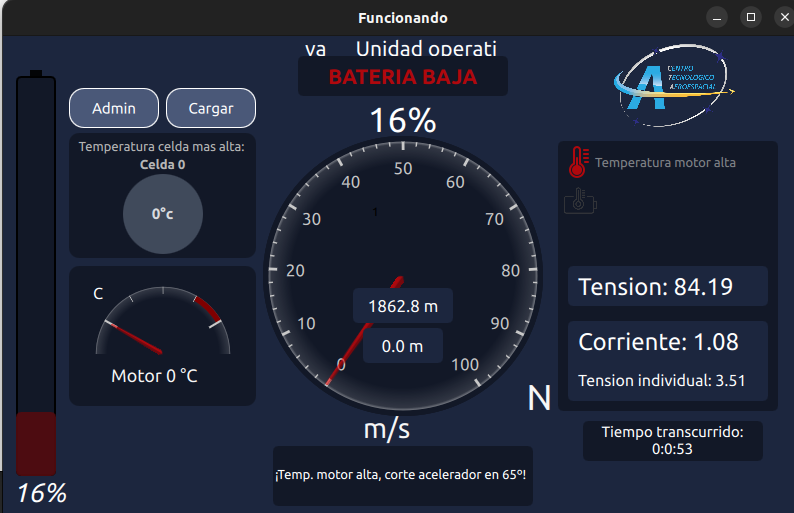 Funcionando
va Unidad operati
BATERIA BAJA
Admin
Cargar
16%
CENTRO
TECNOLOGICO
AEROESPACIAL
Temperatura celda mas alta:
Celda 0
0°c
Temperatura motor alta
0
10
20
30
40
50
60
70
80
90
100
1
1862.8 m
0.0 m
C
Motor 0 °C
Tension: 84.19
Corriente: 1.08
Tension individual: 3.51
N
m/s
Tiempo transcurrido:
0:0:53
¡Temp. motor alta, corte acelerador en 65º!
16%